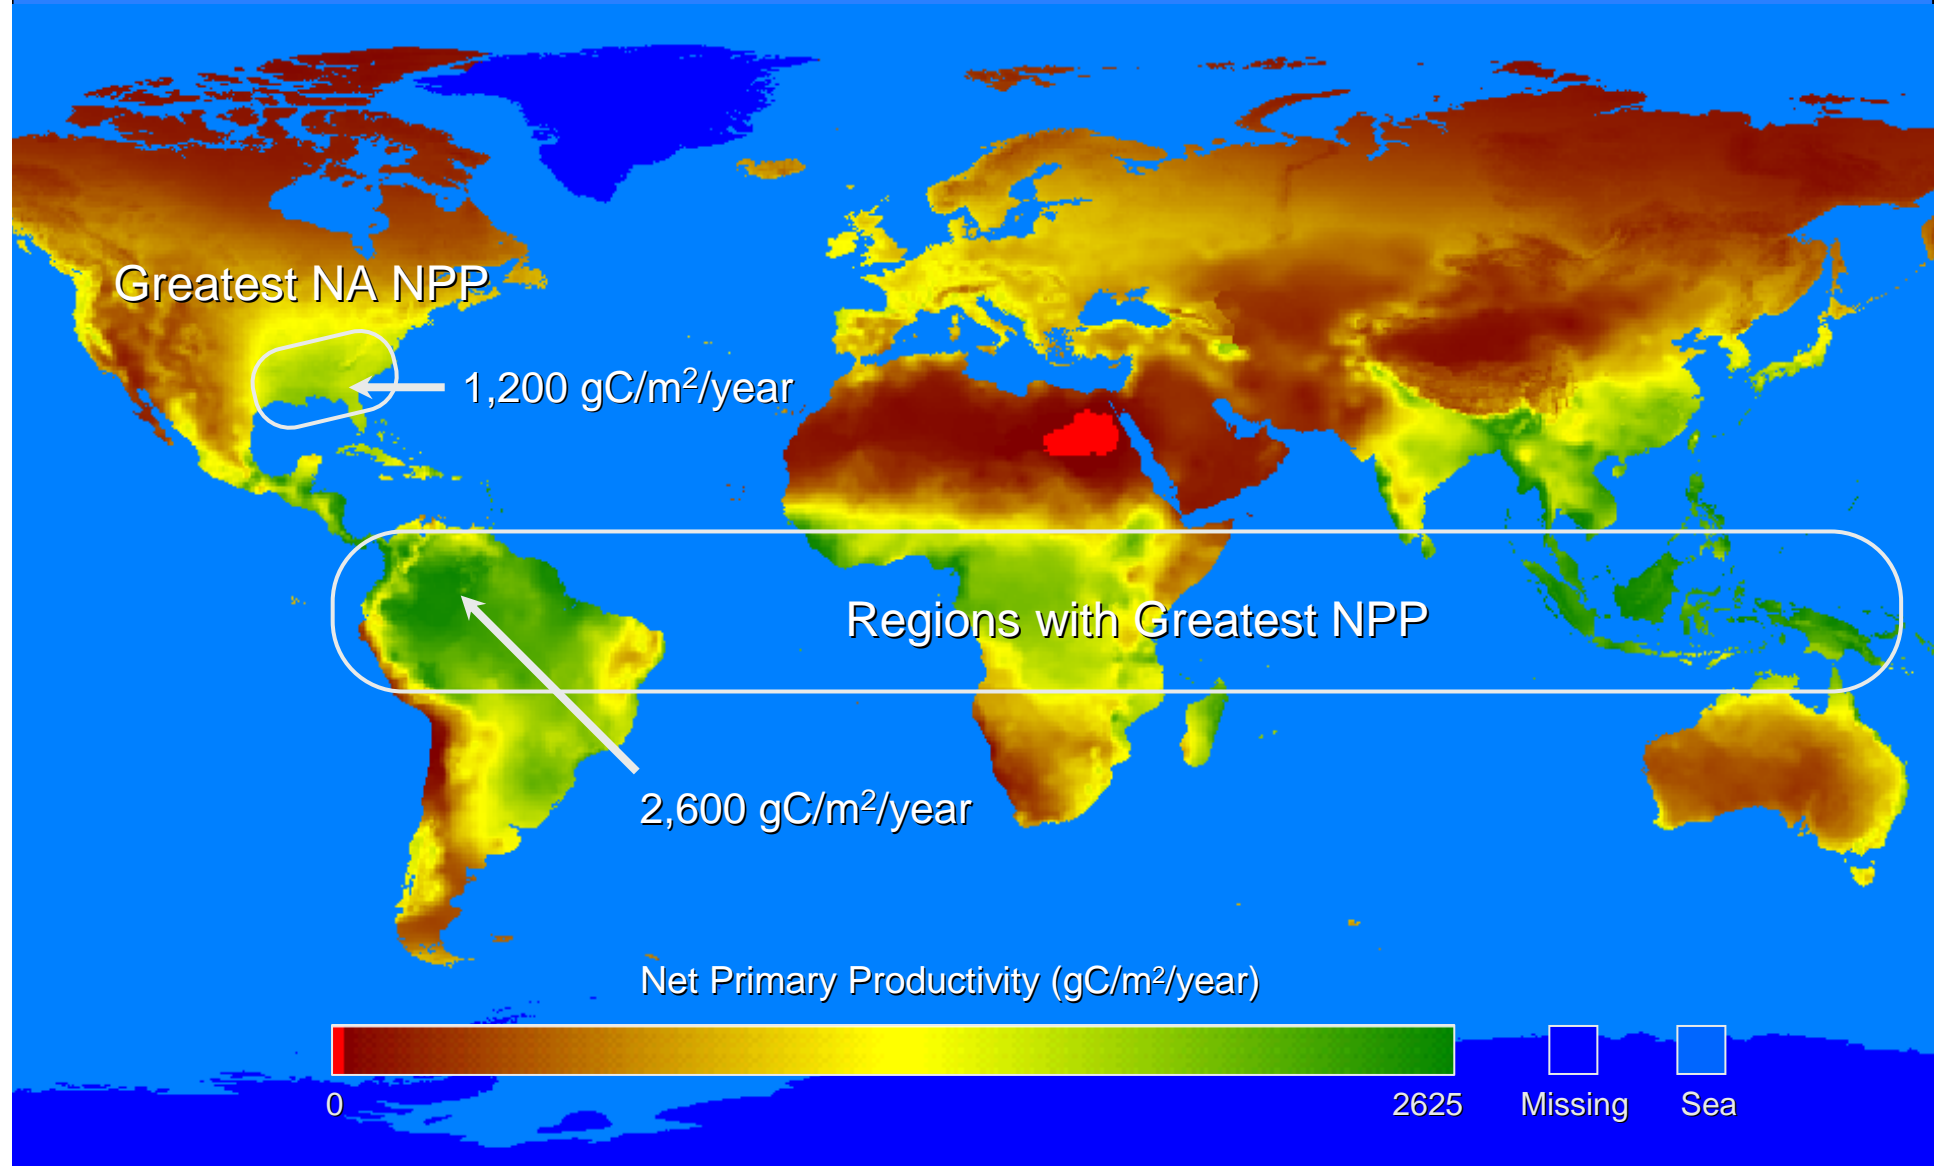 Greatest NA NPP
1,200 gC/m²/year
Regions with Greatest NPP
2,600 gC/m²/year
Net Primary Productivity (gC/m²/year)
0 2625 Missing Sea